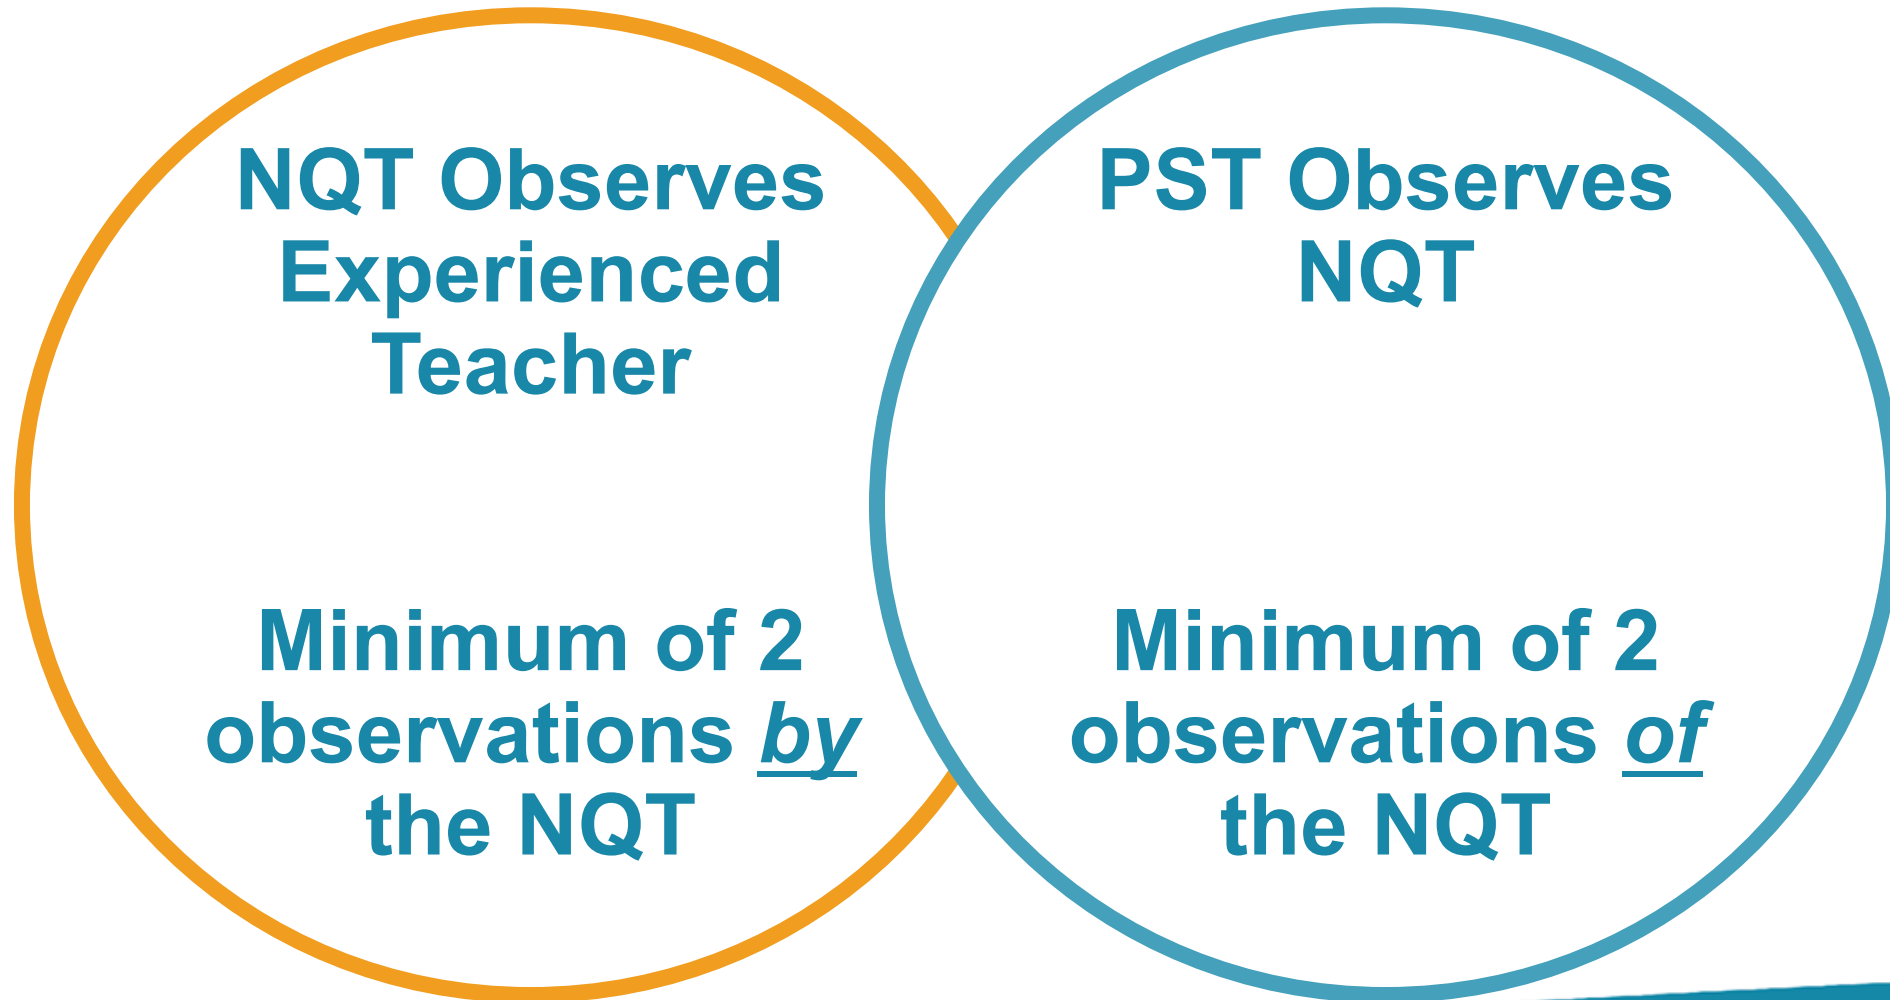 NQT Observes
Experienced
Teacher
Minimum of 2
observations by
the NQT
PST Observes
NQT
Minimum of 2
observations of
the NQT